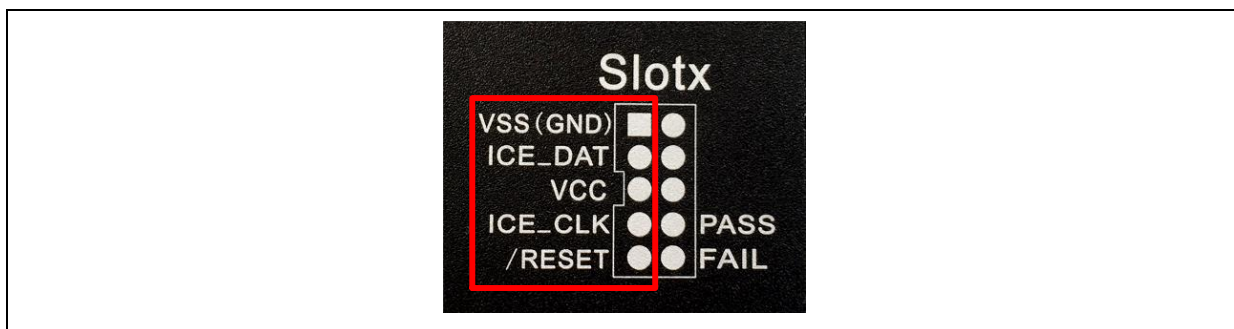 Slotx
VSS(GND)
ICE_DAT
VCC
ICE_CLK PASS
/RESET FAIL